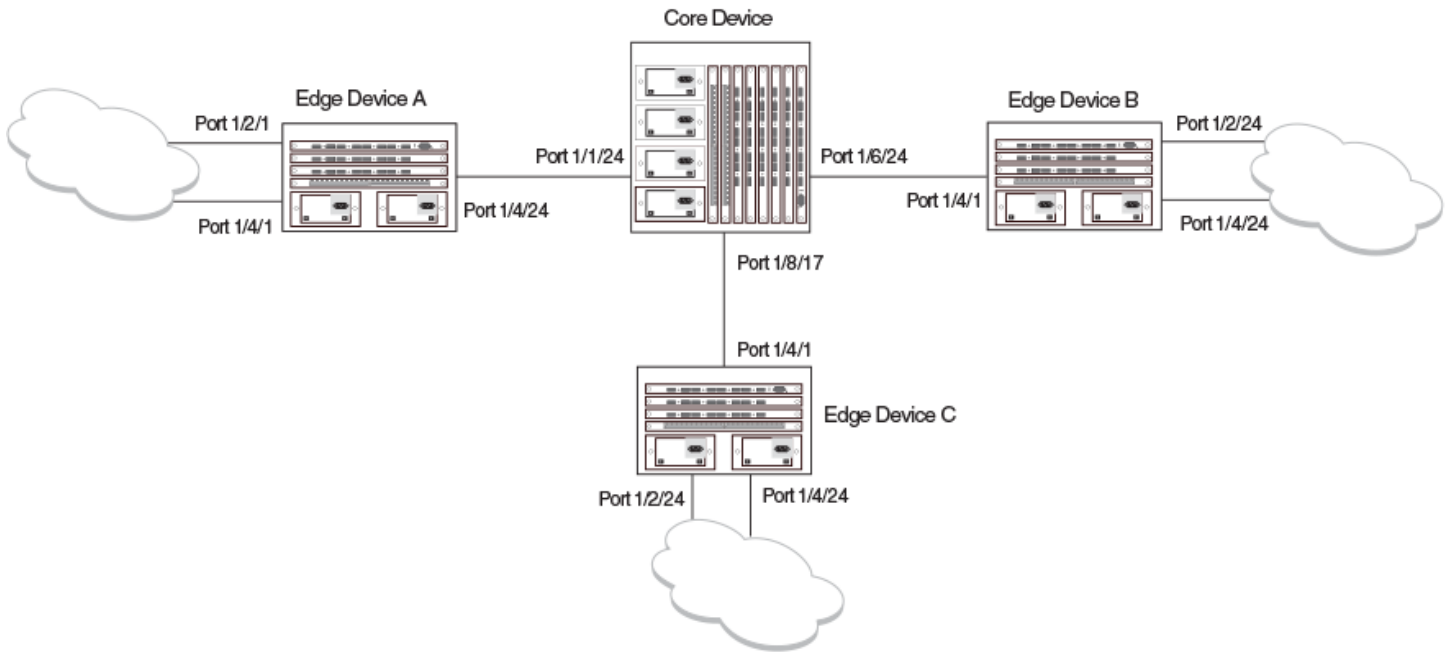 Core Device
Edge Device A
Edge Device B
Port 1/2/1
Port 1/2/24
Port 1/1/24
Port 1/6/24
Port 1/4/1
Port 1/4/24
Port 1/4/1
Port 1/4/24
Port 1/8/17
Port 1/4/1
Edge Device C
Port 1/2/24
Port 1/4/24